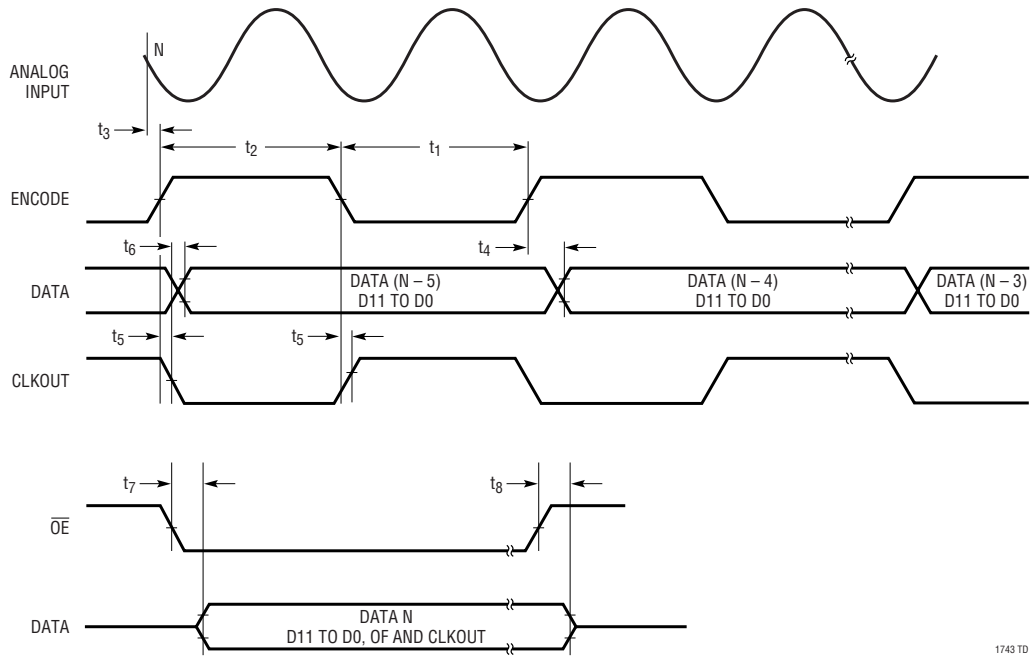 N
ANALOG
INPUT
t3
t2
t1
ENCODE
t6
t4
DATA
DATA (N – 5)
D11 TO D0
DATA (N – 4)
D11 TO D0
DATA (N – 3)
D11 TO D0
t5
t5
CLKOUT
t7
t8
OE
DATA
DATA N
D11 TO D0, OF AND CLKOUT
1743 TD